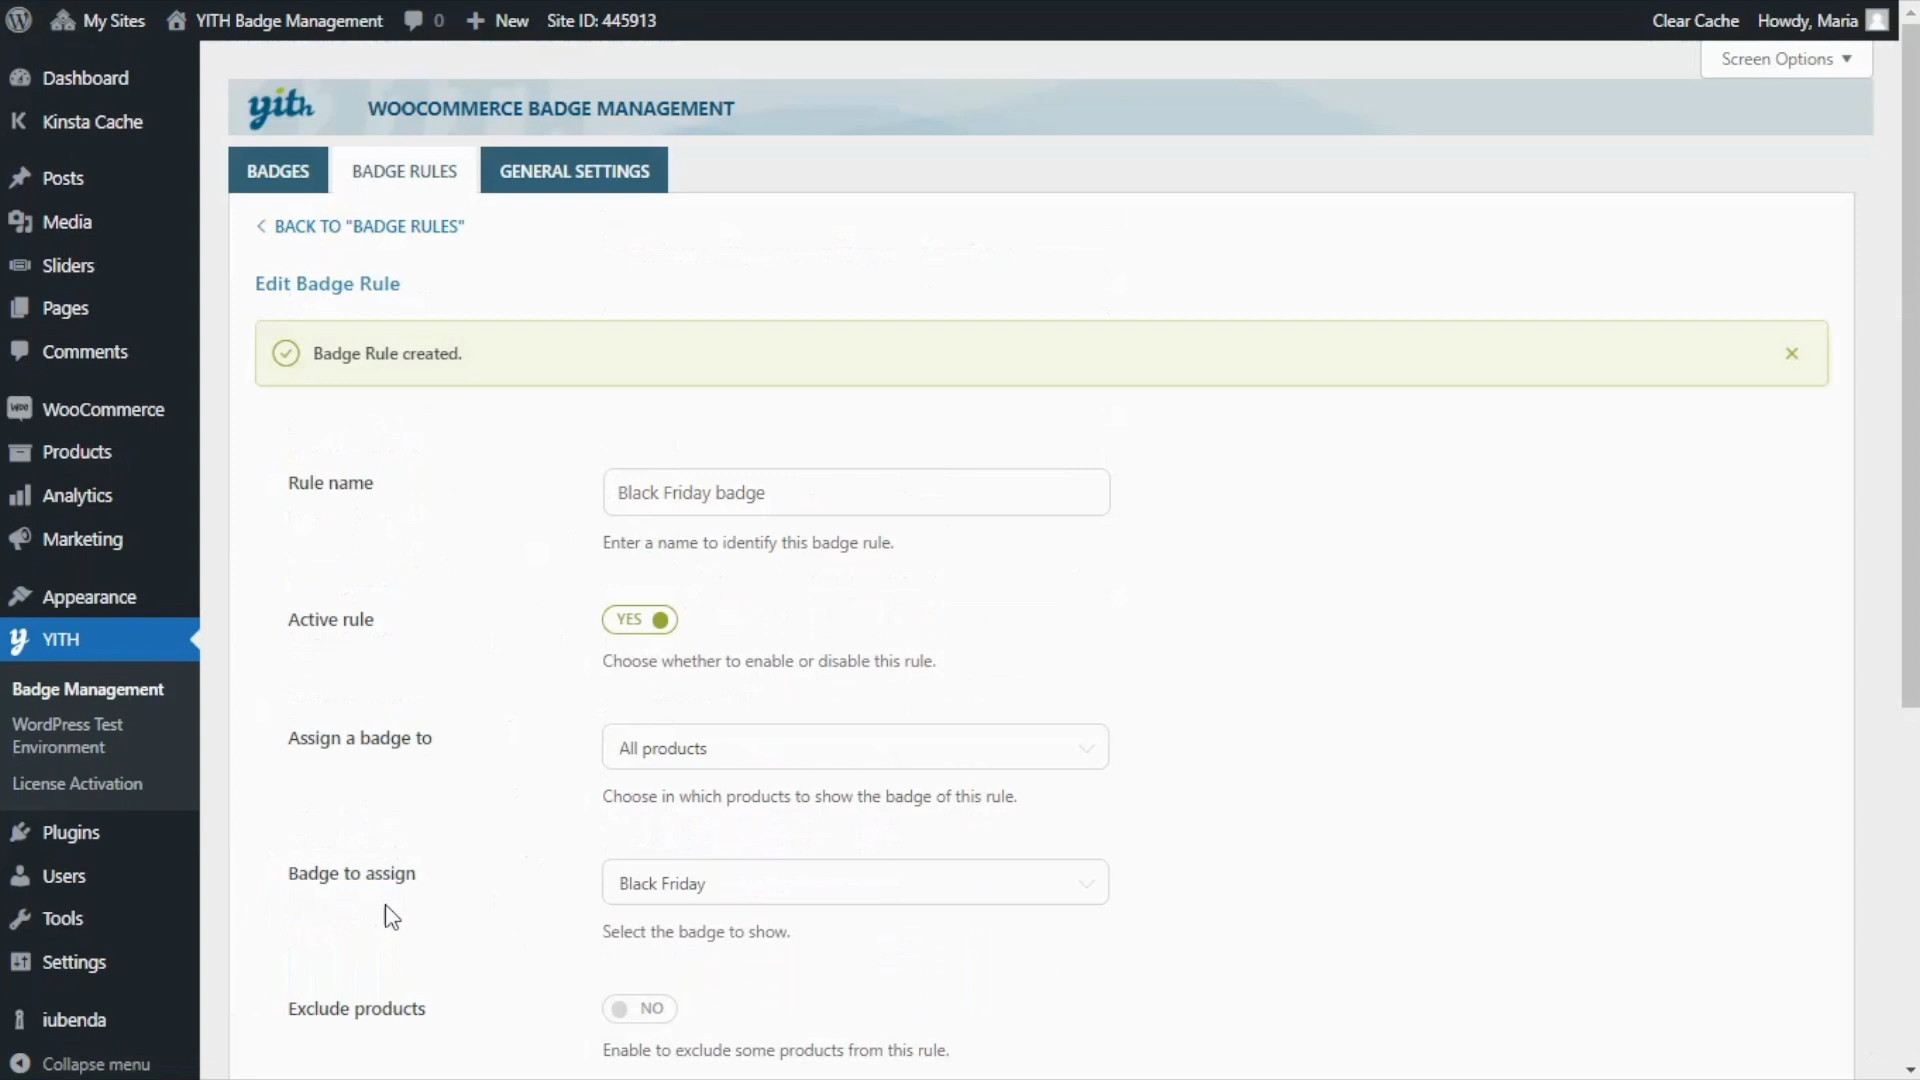 My Sites
YITH Badge Management
0
New
Site ID: 445913
Clear Cache
Howdy, Maria
Screen Options
Dashboard
Kinsta Cache
Posts
Media
Sliders
Pages
Comments
WooCommerce
Products
Analytics
Marketing
Appearance
YITH
Badge Management
WordPress Test
Environment
License Activation
Plugins
Users
Tools
Settings
iubenda
Collapse menu
yith
WOOCOMMERCE BADGE MANAGEMENT
BADGES
BADGE RULES
GENERAL SETTINGS
BACK TO "BADGE RULES"
Edit Badge Rule
Badge Rule created.
Rule name
Black Friday badge
Enter a name to identify this badge rule.
Active rule
YES
Choose whether to enable or disable this rule.
Assign a badge to
All products
Choose in which products to show the badge of this rule.
Badge to assign
Black Friday
Select the badge to show.
Exclude products
NO
Enable to exclude some products from this rule.